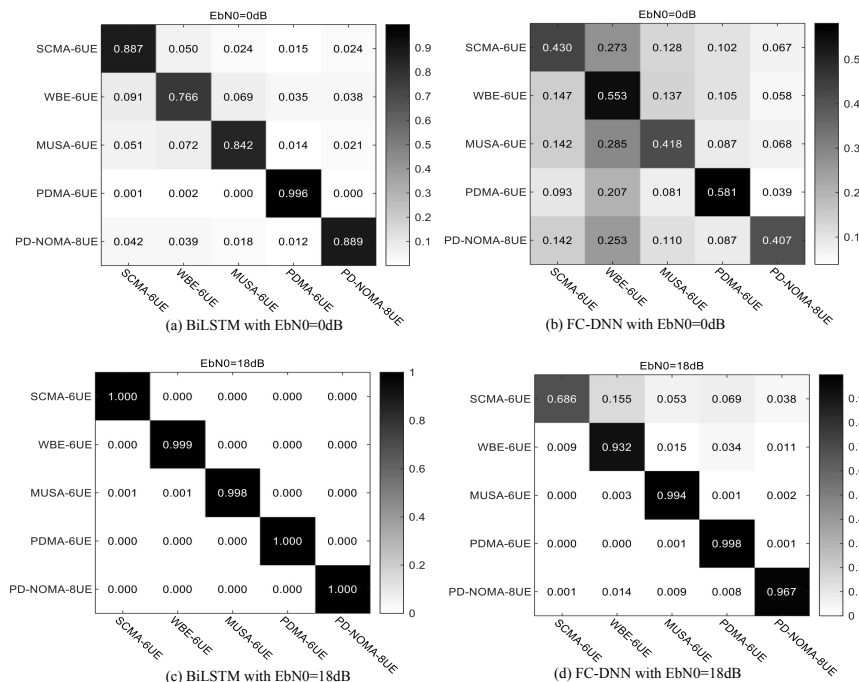 EbN0=0dB
SCMA-6UE 0.887 0.050 0.024 0.015 0.024
WBE-6UE 0.091 0.766 0.069 0.035 0.038
MUSA-6UE 0.051 0.072 0.842 0.014 0.021
PDMA-6UE 0.001 0.002 0.000 0.996 0.000
PD-NOMA-8UE 0.042 0.039 0.018 0.012 0.889
SCMA-6UE WBE-6UE MUSA-6UE PDMA-6UE PD-NOMA-8UE
0.9
0.8
0.7
0.6
0.5
0.4
0.3
0.2
0.1
(a) BiLSTM with EbN0=0dB
EbN0=0dB
SCMA-6UE 0.430 0.273 0.128 0.102 0.067
WBE-6UE 0.147 0.553 0.137 0.105 0.058
MUSA-6UE 0.142 0.285 0.418 0.087 0.068
PDMA-6UE 0.093 0.207 0.081 0.581 0.039
PD-NOMA-8UE 0.142 0.253 0.110 0.087 0.407
SCMA-6UE WBE-6UE MUSA-6UE PDMA-6UE PD-NOMA-8UE
0.5
0.4
0.3
0.2
0.1
(b) FC-DNN with EbN0=0dB
EbN0=18dB
SCMA-6UE 1.000 0.000 0.000 0.000 0.000
WBE-6UE 0.000 0.999 0.000 0.000 0.000
MUSA-6UE 0.001 0.001 0.998 0.000 0.000
PDMA-6UE 0.000 0.000 0.000 1.000 0.000
PD-NOMA-8UE 0.000 0.000 0.000 0.000 1.000
SCMA-6UE WBE-6UE MUSA-6UE PDMA-6UE PD-NOMA-8UE
1
0.8
0.6
0.4
0.2
0
(c) BiLSTM with EbN0=18dB
EbN0=18dB
SCMA-6UE 0.686 0.155 0.053 0.069 0.038
WBE-6UE 0.009 0.932 0.015 0.034 0.011
MUSA-6UE 0.000 0.003 0.994 0.001 0.002
PDMA-6UE 0.000 0.000 0.001 0.998 0.001
PD-NOMA-8UE 0.001 0.014 0.009 0.008 0.967
SCMA-6UE WBE-6UE MUSA-6UE PDMA-6UE PD-NOMA-8UE
0
(d) FC-DNN with EbN0=18dB